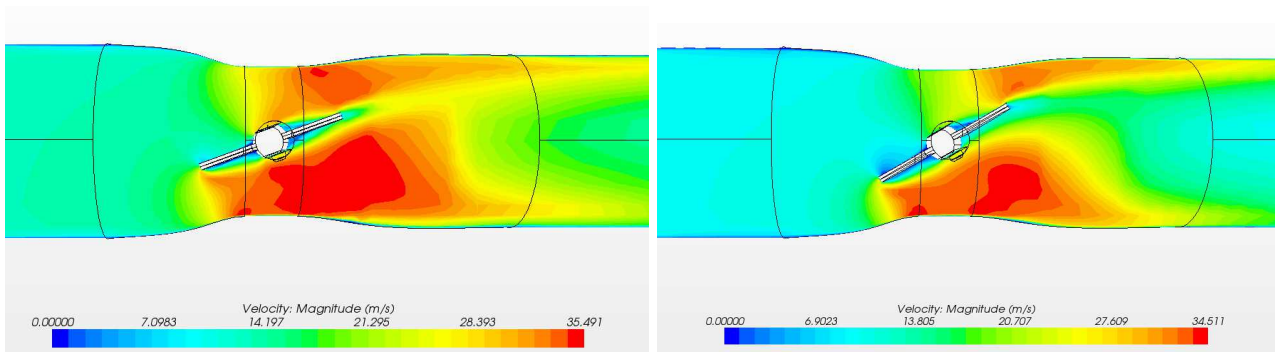 Velocity: Magnitude (m/s)
0.00000 7.0983 14.197 21.295 28.393 35.491
Velocity: Magnitude (m/s)
0.00000 6.9023 13.805 20.707 27.609 34.511